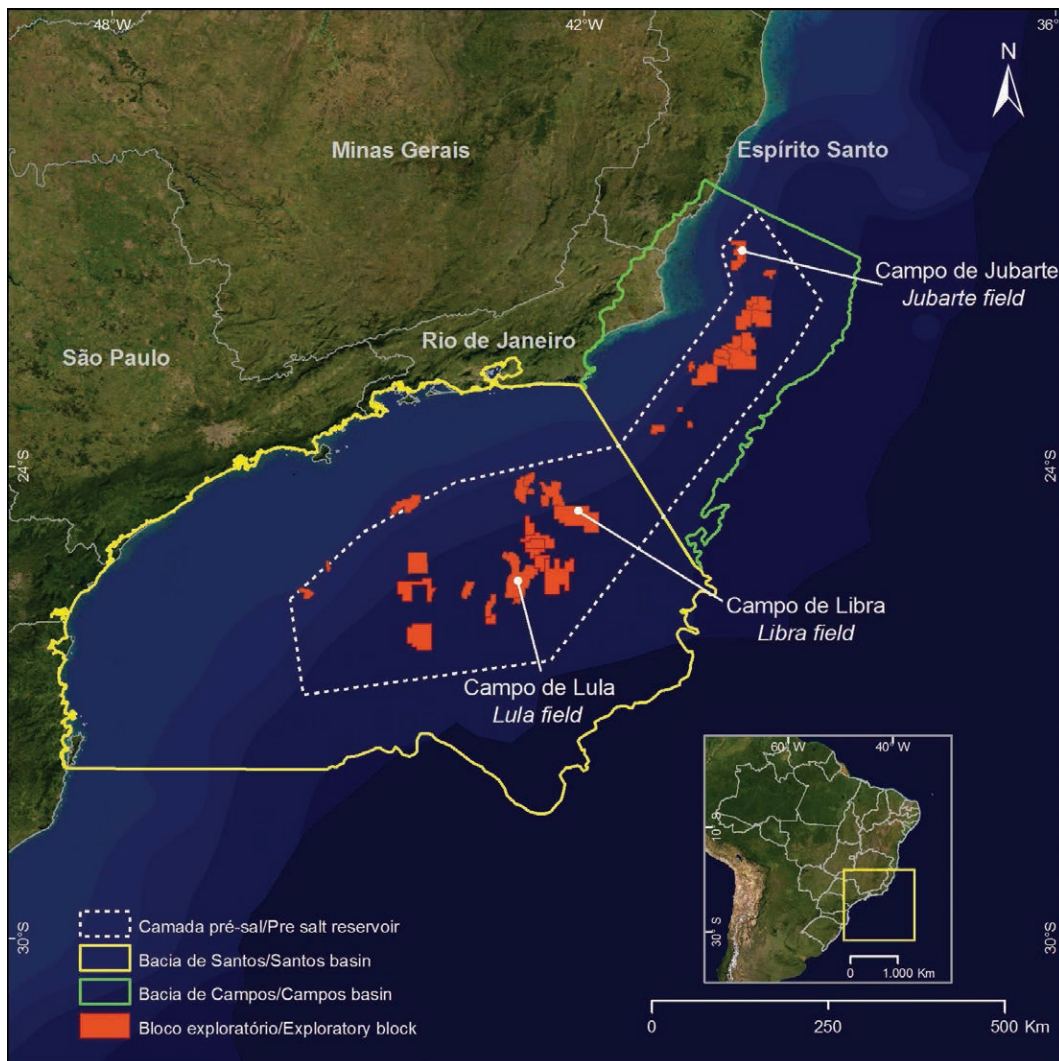 48°W
42°W
36°
N
Minas Gerais
Espírito Santo
Campo de Jubarte
Jubarte field
Rio de Janeiro
São Paulo
24°S
24°S
Campo de Libra
Libra field
Campo de Lula
Lula field
60°W
40°W
10°S
30°S
0
1.000 Km
30°S
30°S
Camada pré-sal/Pre salt reservoir
Bacia de Santos/Santos basin
Bacia de Campos/Campos basin
Bloco exploratório/Exploratory block
0
250
500 Km